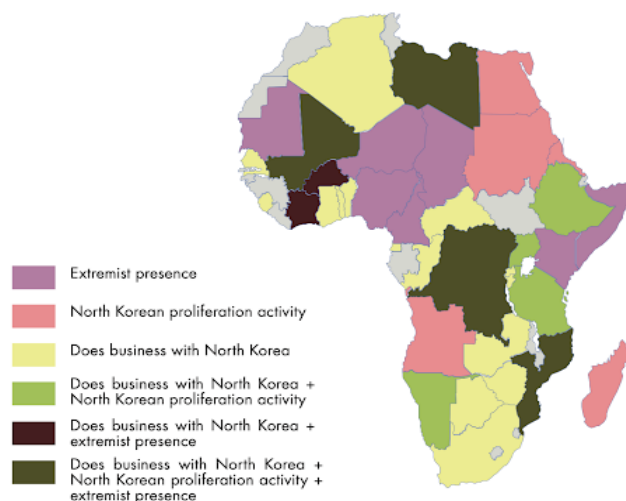 Extremist presence
North Korean proliferation activity
Does business with North Korea
Does business with North Korea +
North Korean proliferation activity
Does business with North Korea +
extremist presence
Does business with North Korea +
North Korean proliferation activity +
extremist presence